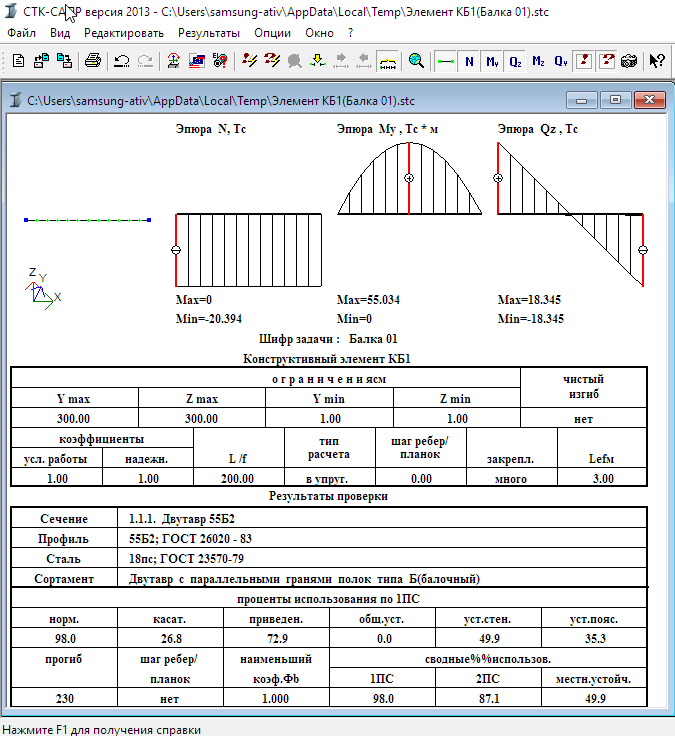 СТК-САПР версия 2013 - C:\Users\samsung-ativ\AppData\Local\Temp\Элемент КБ1(Балка 01).stc
Файл Вид Редактировать Результаты Опции Окно ?
N My Qz Mz Qy
C:\Users\samsung-ativ\AppData\Local\Temp\Элемент КБ1(Балка 01).stc
Эпюра N, Тс Эпюра My , Тс * м Эпюра Qz , Тс
Z Y X
Max=0 Max=55.034 Max=18.345
Min=-20.394 Min=0 Min=-18.345
Шифр задачи : Балка 01
Конструктивный элемент КБ1
о г р а н и ч е н и я см чистый изгиб
Y max Z max Y min Z min
300.00 300.00 1.00 1.00 нет
коэффициенты L /f тип расчета шаг ребер/ планок закрепл. Lefм
усл. работы надежн.
1.00 1.00 200.00 в упруг. 0.00 много 3.00
Результаты проверки
Сечение 1.1.1. Двутавр 55Б2
Профиль 55Б2; ГОСТ 26020 - 83
Сталь 18пс; ГОСТ 23570-79
Сортамент Двутавр с параллельными гранями полок типа Б(балочный)
проценты использования по 1ПС
норм. касат. приведен. общ.уст. уст.стен. уст.пояс.
98.0 26.8 72.9 0.0 49.9 35.3
прогиб шаг ребер/ планок наименьший коэф.Фb сводные%%использов.
1ПС 2ПС местн.устойч.
230 нет 1.000 98.0 87.1 49.9
Нажмите F1 для получения справки